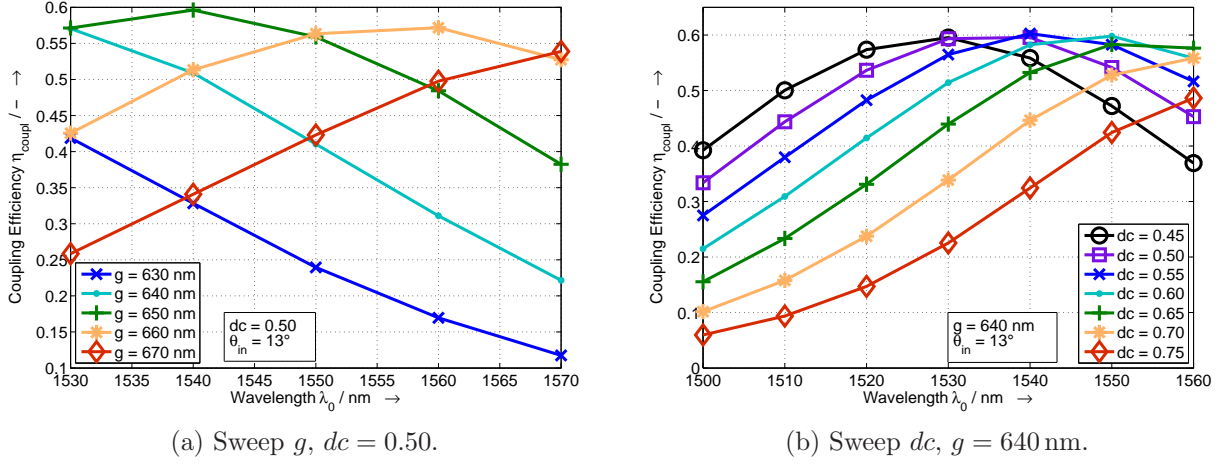 0.6
0.55
0.5
0.45
0.4
0.35
0.3
0.25
0.2
0.15
0.1
Coupling Efficiency η_coupl / − →
g = 630 nm
g = 640 nm
g = 650 nm
g = 660 nm
g = 670 nm
dc = 0.50
θ_in = 13°
1530 1535 1540 1545 1550 1555 1560 1565 1570
Wavelength λ_0 / nm →
(a) Sweep g, dc = 0.50.
0.6
0.5
0.4
0.3
0.2
0.1
0
Coupling Efficiency η_coupl / − →
dc = 0.45
dc = 0.50
dc = 0.55
dc = 0.60
dc = 0.65
dc = 0.70
dc = 0.75
g = 640 nm
θ_in = 13°
1500 1510 1520 1530 1540 1550 1560
Wavelength λ_0 / nm →
(b) Sweep dc, g = 640 nm.